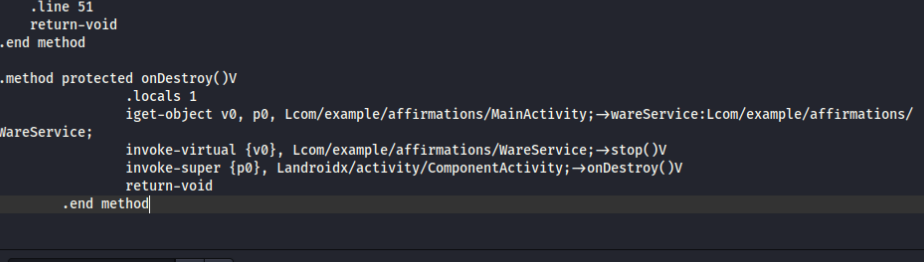 .line 51
return-void
.end method
.method protected onDestroy()V
.locals 1
iget-object v0, p0, Lcom/example/affirmations/MainActivity;→wareService:Lcom/example/affirmations/
WareService;
invoke-virtual {v0}, Lcom/example/affirmations/WareService;→stop()V
invoke-super {p0}, Landroidx/activity/ComponentActivity;→onDestroy()V
return-void
.end method